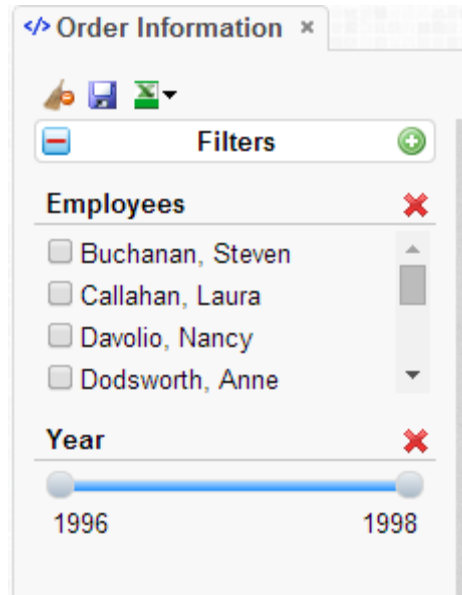 </> Order Information ×
Filters
Employees
Buchanan, Steven
Callahan, Laura
Davolio, Nancy
Dodsworth, Anne
Year
1996 1998